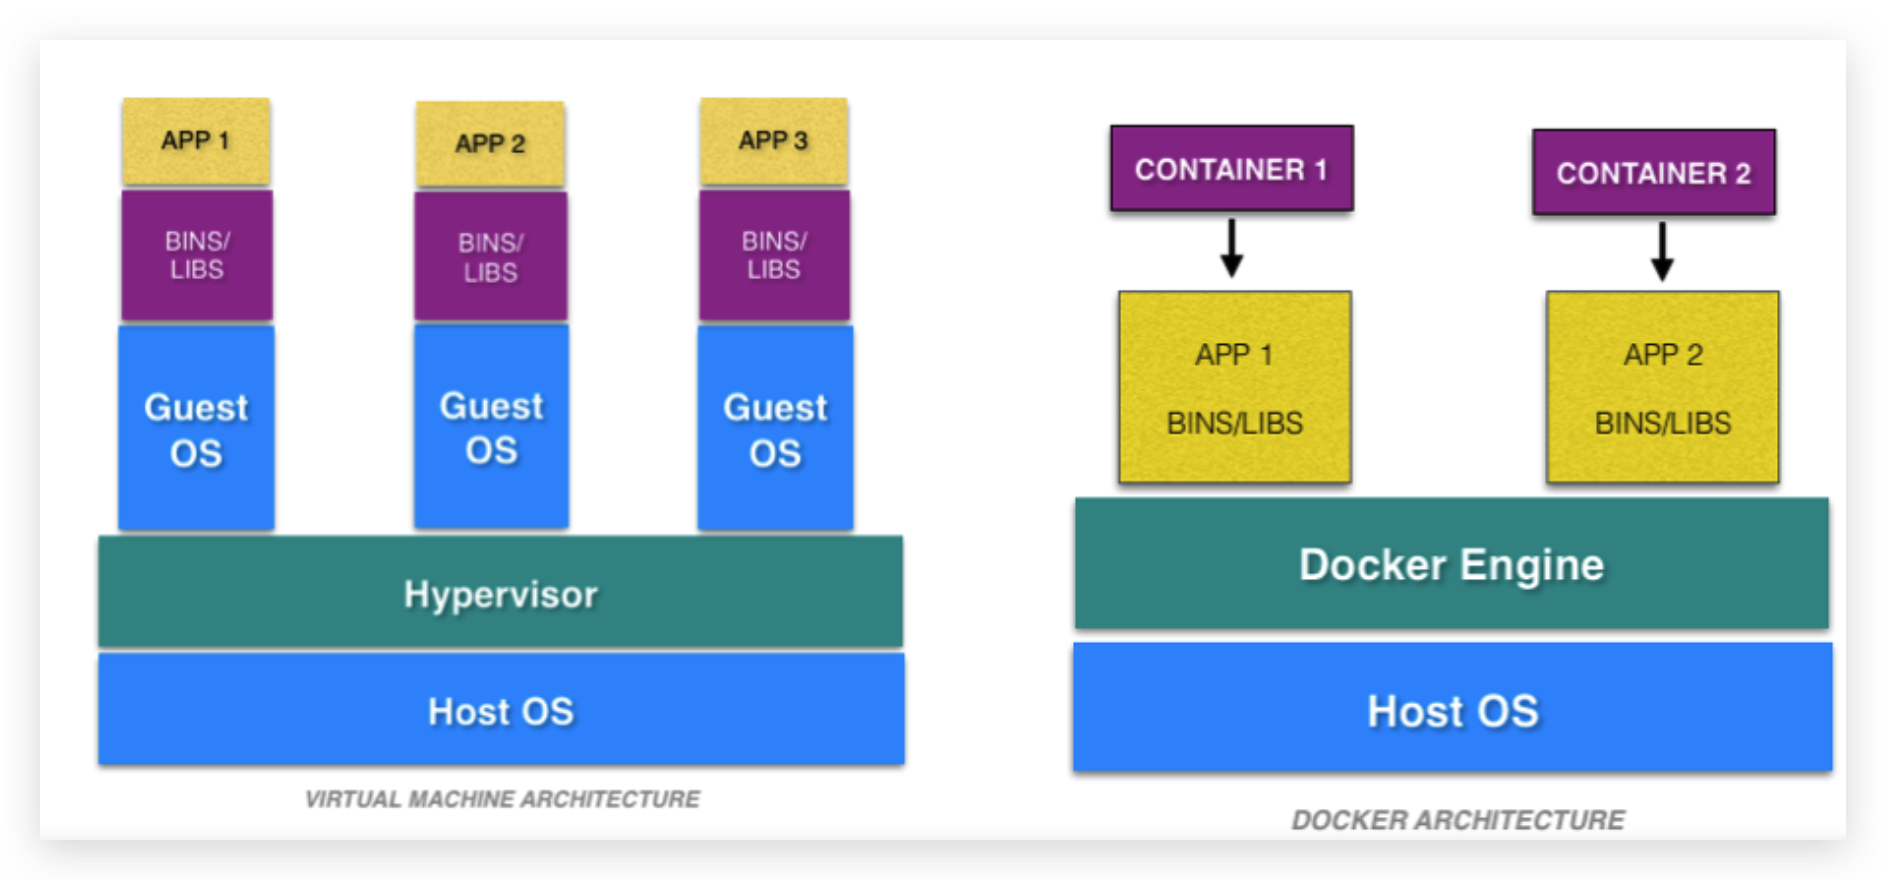 APP 1
BINS/
LIBS
Guest
OS
APP 2
BINS/
LIBS
Guest
OS
APP 3
BINS/
LIBS
Guest
OS
Hypervisor
Host OS
VIRTUAL MACHINE ARCHITECTURE
CONTAINER 1
APP 1
BINS/LIBS
CONTAINER 2
APP 2
BINS/LIBS
Docker Engine
Host OS
DOCKER ARCHITECTURE